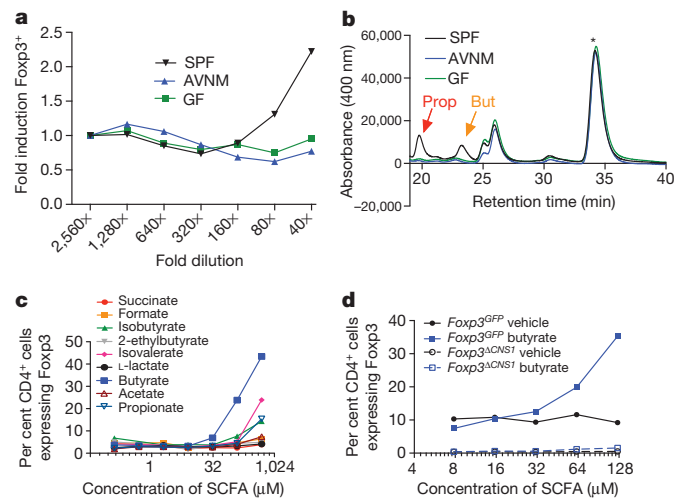 a
Fold induction Foxp3+
2.5
2.0
1.5
1.0
0.5
0.0
SPF
AVNM
GF
2,560× 1,280× 640× 320× 160× 80× 40×
Fold dilution
b
Absorbance (400 nm)
60,000
40,000
20,000
0
−20,000
SPF
AVNM
GF
Prop
But
*
20 25 30 35 40
Retention time (min)
c
Per cent CD4+ cells
expressing Foxp3
Succinate
Formate
Isobutyrate
2-ethylbutyrate
Isovalerate
L-lactate
Butyrate
Acetate
Propionate
50
40
30
20
10
0
1 32 1,024
Concentration of SCFA (μM)
d
Per cent CD4+ cells
expressing Foxp3
40
30
20
10
0
Foxp3GFP vehicle
Foxp3GFP butyrate
Foxp3ΔCNS1 vehicle
Foxp3ΔCNS1 butyrate
4 8 16 32 64 128
Concentration of SCFA (μM)